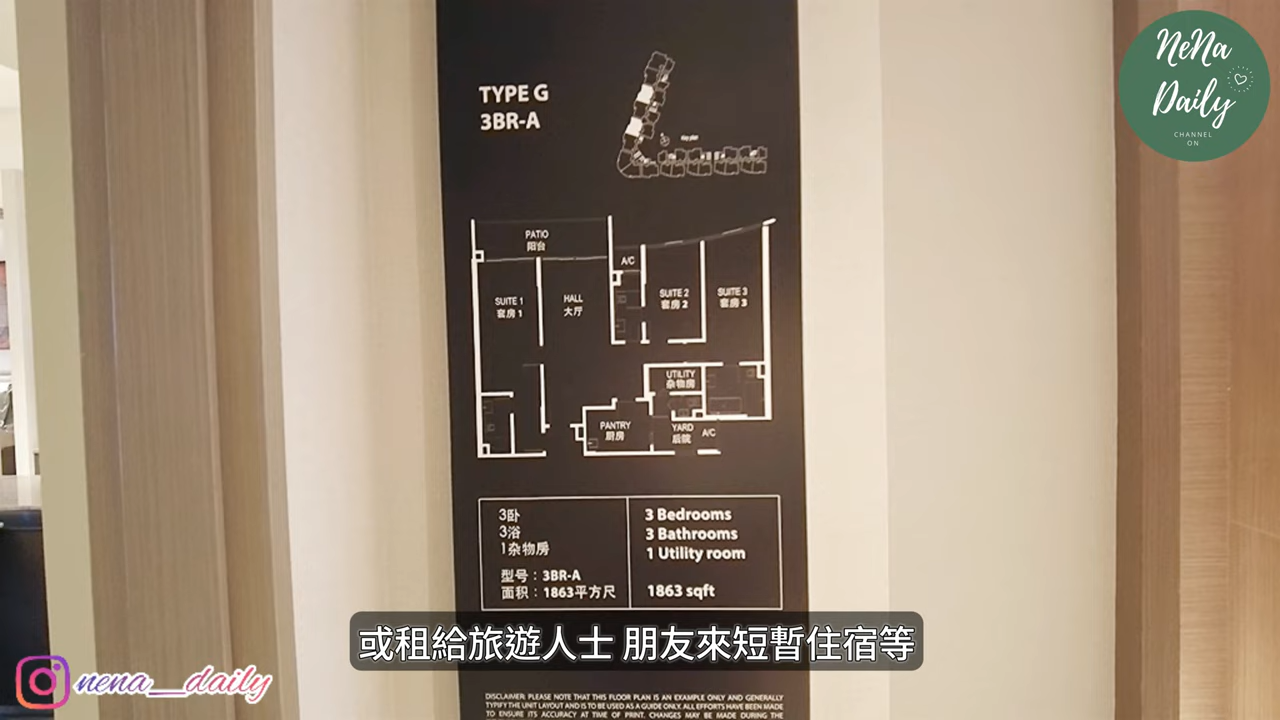 NeNa
Daily
CHANNEL
ON
TYPE G
3BR-A
Key plan
PATIO
阳台
A/C
SUITE 1
套房 1
HALL
大厅
SUITE 2
套房 2
SUITE 3
套房 3
UTILITY
杂物房
PANTRY
厨房
YARD
后院
A/C
3卧
3浴
1杂物房
型号：3BR-A
面积：1863平方尺
3 Bedrooms
3 Bathrooms
1 Utility room
1863 sqft
或租給旅遊人士 朋友來短暫住宿等
nena__daily
DISCLAIMER: PLEASE NOTE THAT THIS FLOOR PLAN IS AN EXAMPLE ONLY AND GENERALLY
TYPIFY THE UNIT LAYOUT AND IS TO BE USED AS A GUIDE ONLY. ALL EFFORTS HAVE BEEN MADE
TO ENSURE ITS ACCURACY AT TIME OF PRINT. CHANGES MAY BE MADE DURING THE